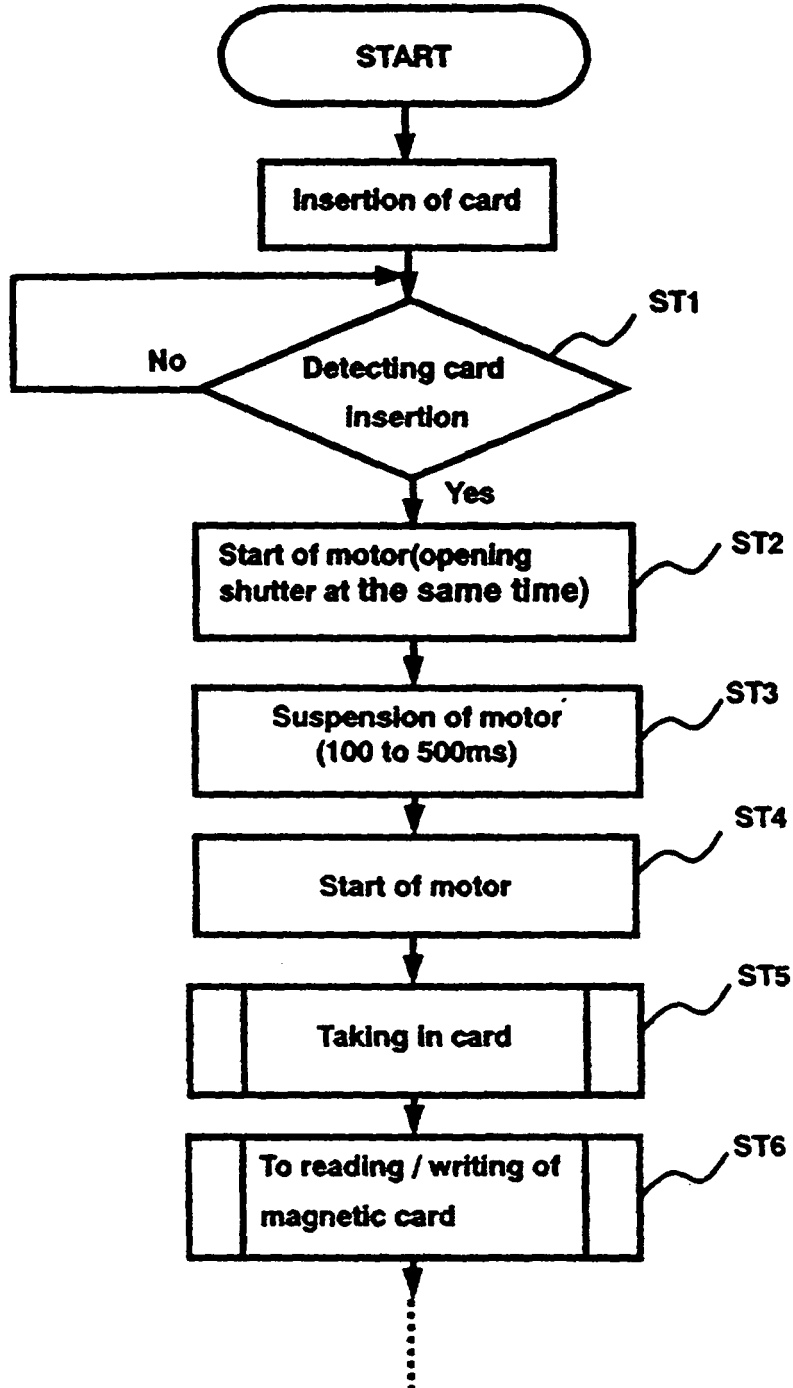 START
Insertion of card
ST1
No
Detecting card
insertion
Yes
Start of motor(opening
shutter at the same time)
ST2
Suspension of motor
(100 to 500ms)
ST3
Start of motor
ST4
Taking in card
ST5
To reading / writing of
magnetic card
ST6